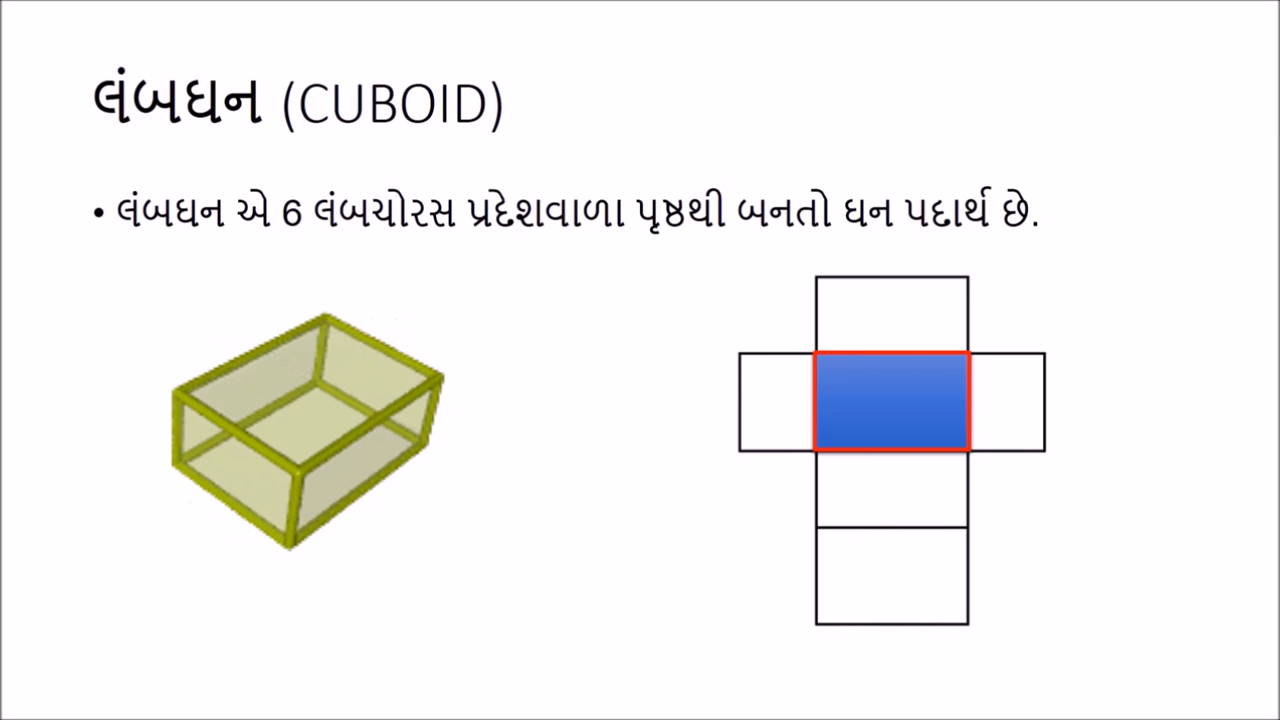 લંબઘન (CUBOID)
• લંબઘન એ 6 લંબચોરસ પ્રદેશવાળા પૃષ્ઠથી બનતો ઘન પદાર્થ છે.